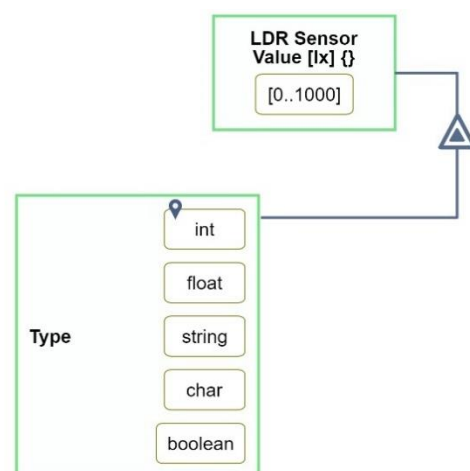 LDR Sensor
Value [lx] {}
[0..1000]
int
float
Type
string
char
boolean